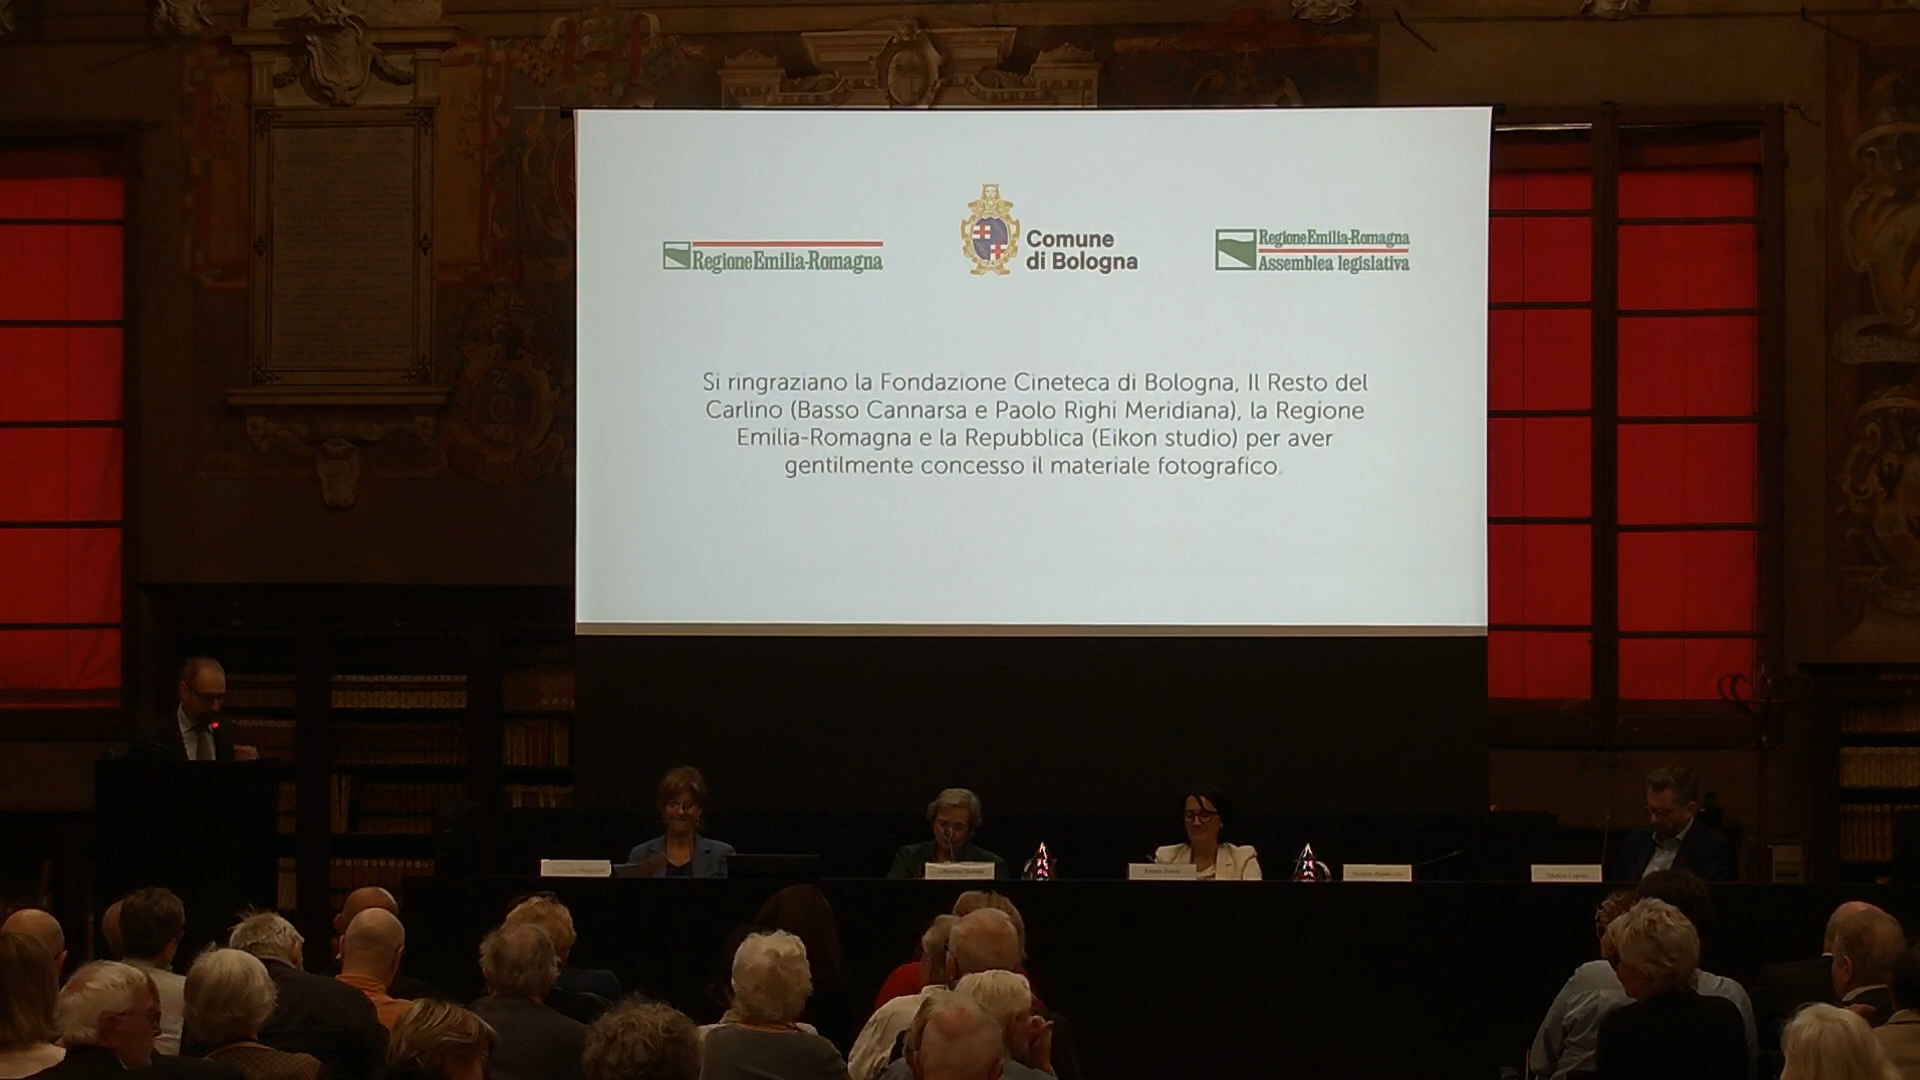 RegioneEmilia-Romagna
Comune
di Bologna
RegioneEmilia-Romagna
Assemblea legislativa
Si ringraziano la Fondazione Cineteca di Bologna, Il Resto del
Carlino (Basso Cannarsa e Paolo Righi Meridiana), la Regione
Emilia-Romagna e la Repubblica (Eikon studio) per aver
gentilmente concesso il materiale fotografico.
Matteo Lepore